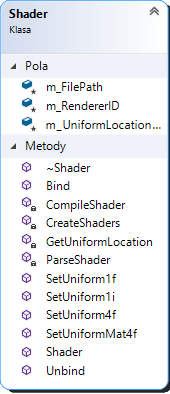 Shader
Klasa
Pola
m_FilePath
m_RendererID
m_UniformLocation...
Metody
~Shader
Bind
CompileShader
CreateShaders
GetUniformLocation
ParseShader
SetUniform1f
SetUniform1i
SetUniform4f
SetUniformMat4f
Shader
Unbind